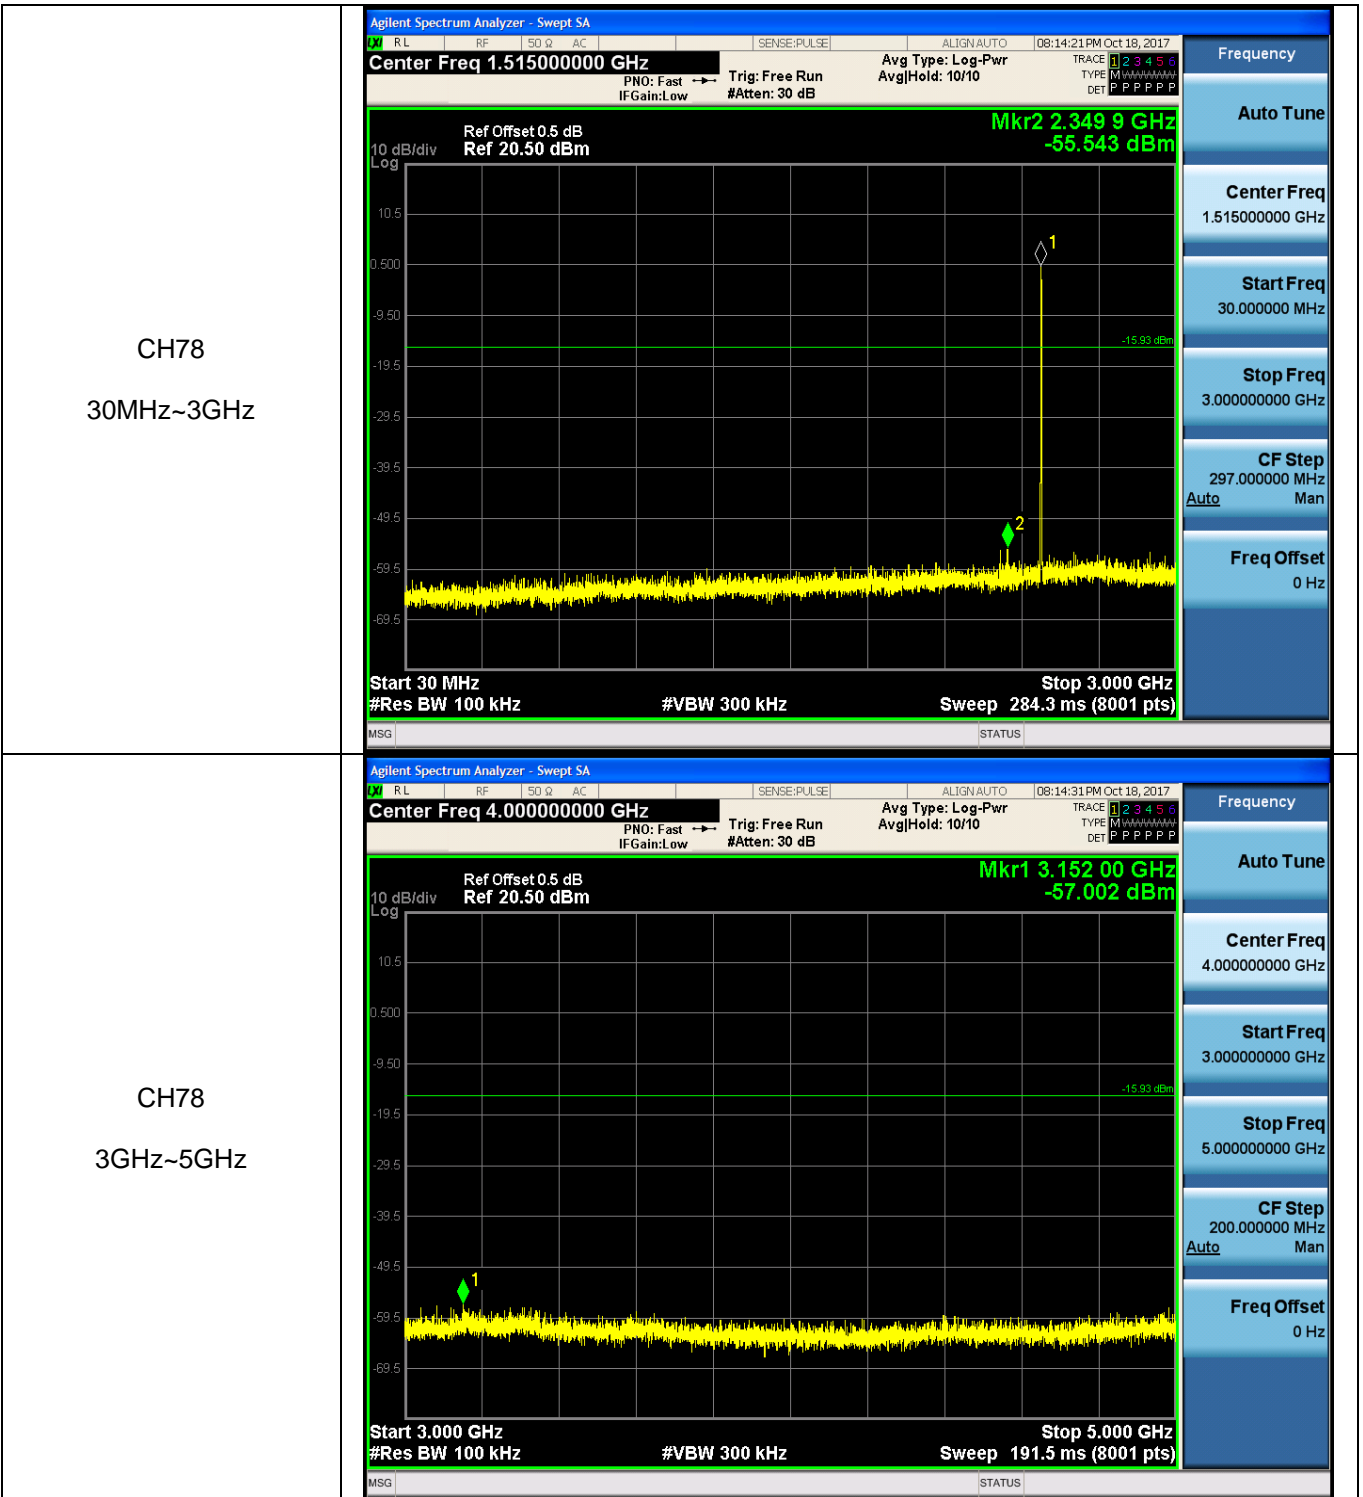 CH78
30MHz~3GHz
Agilent Spectrum Analyzer - Swept SA
LXI RL RF 50 Ω AC SENSE:PULSE ALIGN AUTO 08:14:21 PM Oct 18, 2017
Center Freq 1.515000000 GHz
PNO: Fast
IFGain:Low
Trig: Free Run
#Atten: 30 dB
Avg Type: Log-Pwr
Avg|Hold: 10/10
TRACE 1 2 3 4 5 6
TYPE M WWWWW
DET P P P P P P
Mkr2 2.349 9 GHz
-55.543 dBm
Ref Offset 0.5 dB
10 dB/div Ref 20.50 dBm
Log
10.5
0.500
-9.50
-19.5
-29.5
-39.5
-49.5
-59.5
-69.5
1
-15.93 dBm
2
Start 30 MHz Stop 3.000 GHz
#Res BW 100 kHz #VBW 300 kHz Sweep 284.3 ms (8001 pts)
MSG STATUS
Frequency
Auto Tune
Center Freq
1.515000000 GHz
Start Freq
30.000000 MHz
Stop Freq
3.000000000 GHz
CF Step
297.000000 MHz
Auto Man
Freq Offset
0 Hz
CH78
3GHz~5GHz
Agilent Spectrum Analyzer - Swept SA
LXI RL RF 50 Ω AC SENSE:PULSE ALIGN AUTO 08:14:31 PM Oct 18, 2017
Center Freq 4.000000000 GHz
PNO: Fast
IFGain:Low
Trig: Free Run
#Atten: 30 dB
Avg Type: Log-Pwr
Avg|Hold: 10/10
TRACE 1 2 3 4 5 6
TYPE M WWWWW
DET P P P P P P
Mkr1 3.152 00 GHz
-57.002 dBm
Ref Offset 0.5 dB
10 dB/div Ref 20.50 dBm
Log
10.5
0.500
-9.50
-19.5
-29.5
-39.5
-49.5
-59.5
-69.5
-15.93 dBm
1
Start 3.000 GHz Stop 5.000 GHz
#Res BW 100 kHz #VBW 300 kHz Sweep 191.5 ms (8001 pts)
MSG STATUS
Frequency
Auto Tune
Center Freq
4.000000000 GHz
Start Freq
3.000000000 GHz
Stop Freq
5.000000000 GHz
CF Step
200.000000 MHz
Auto Man
Freq Offset
0 Hz